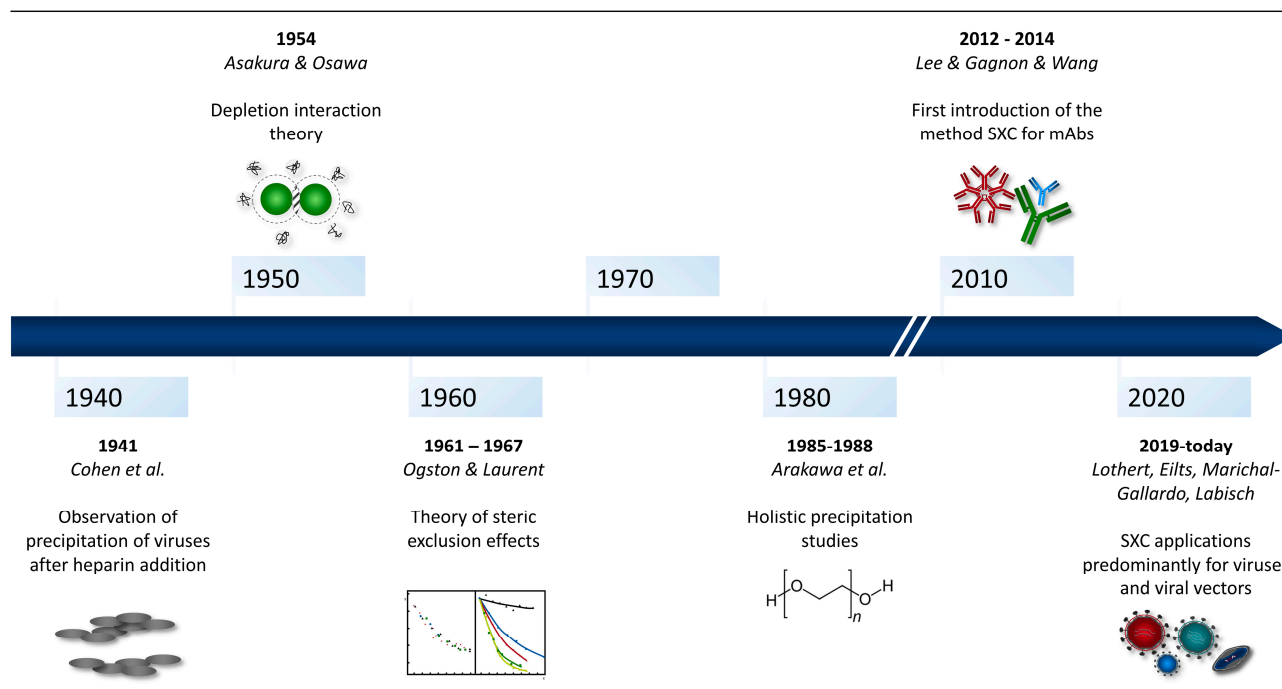 1954
Asakura & Osawa
Depletion interaction
theory
2012 - 2014
Lee & Gagnon & Wang
First introduction of the
method SXC for mAbs
1950
1970
2010
1940
1960
1980
2020
1941
Cohen et al.
Observation of
precipitation of viruses
after heparin addition
1961 – 1967
Ogston & Laurent
Theory of steric
exclusion effects
1985-1988
Arakawa et al.
Holistic precipitation
studies
H
O
O
H
n
2019-today
Lothert, Eilts, Marichal-
Gallardo, Labisch
SXC applications
predominantly for viruse
and viral vectors